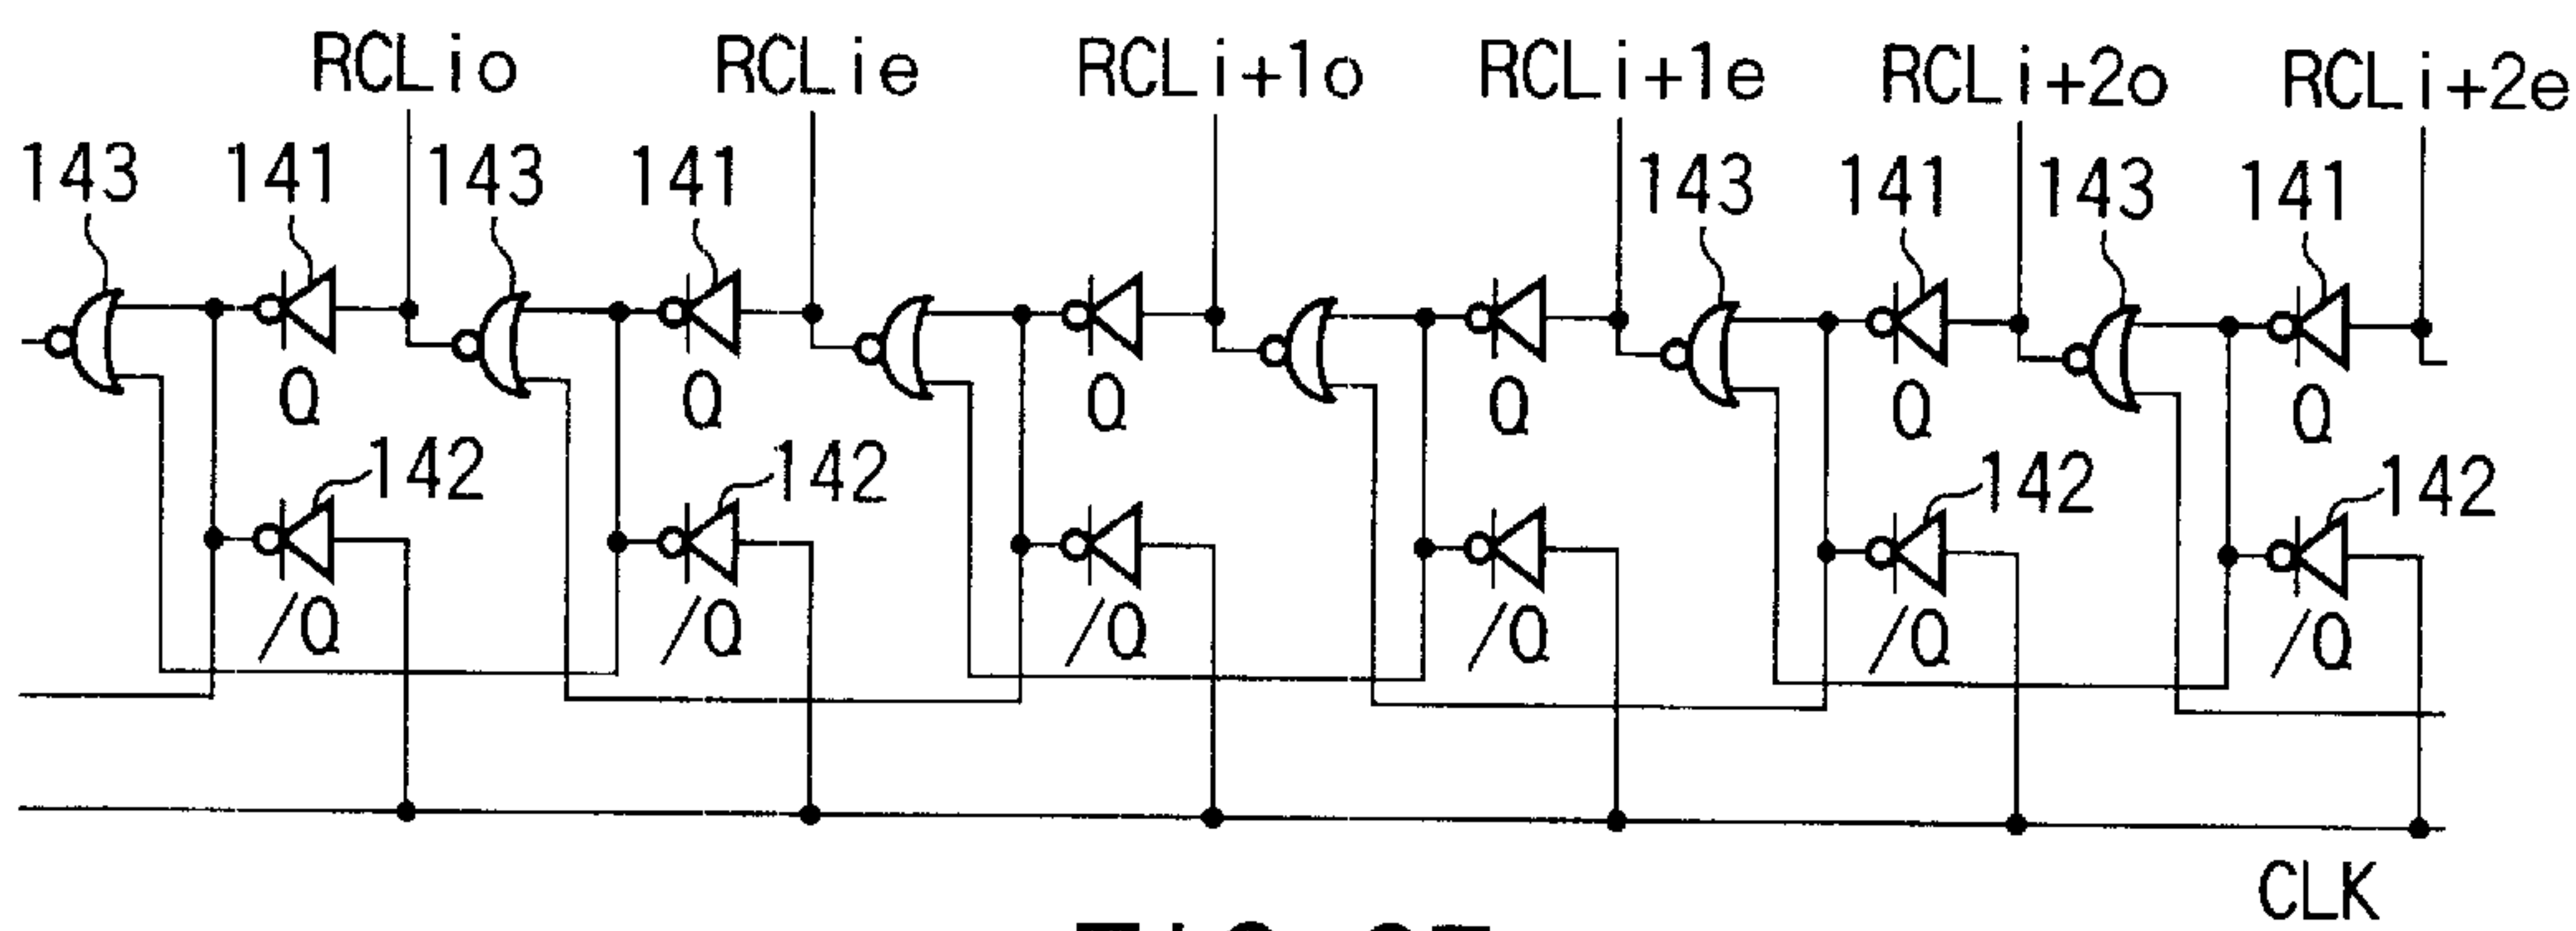 RCLio RCLie RCLi+1o RCLi+1e RCLi+2o RCLi+2e
143 141 143 141 143 141 143 141
Q Q Q Q Q Q
142 142 142 142
/Q /Q /Q /Q /Q /Q
CLK